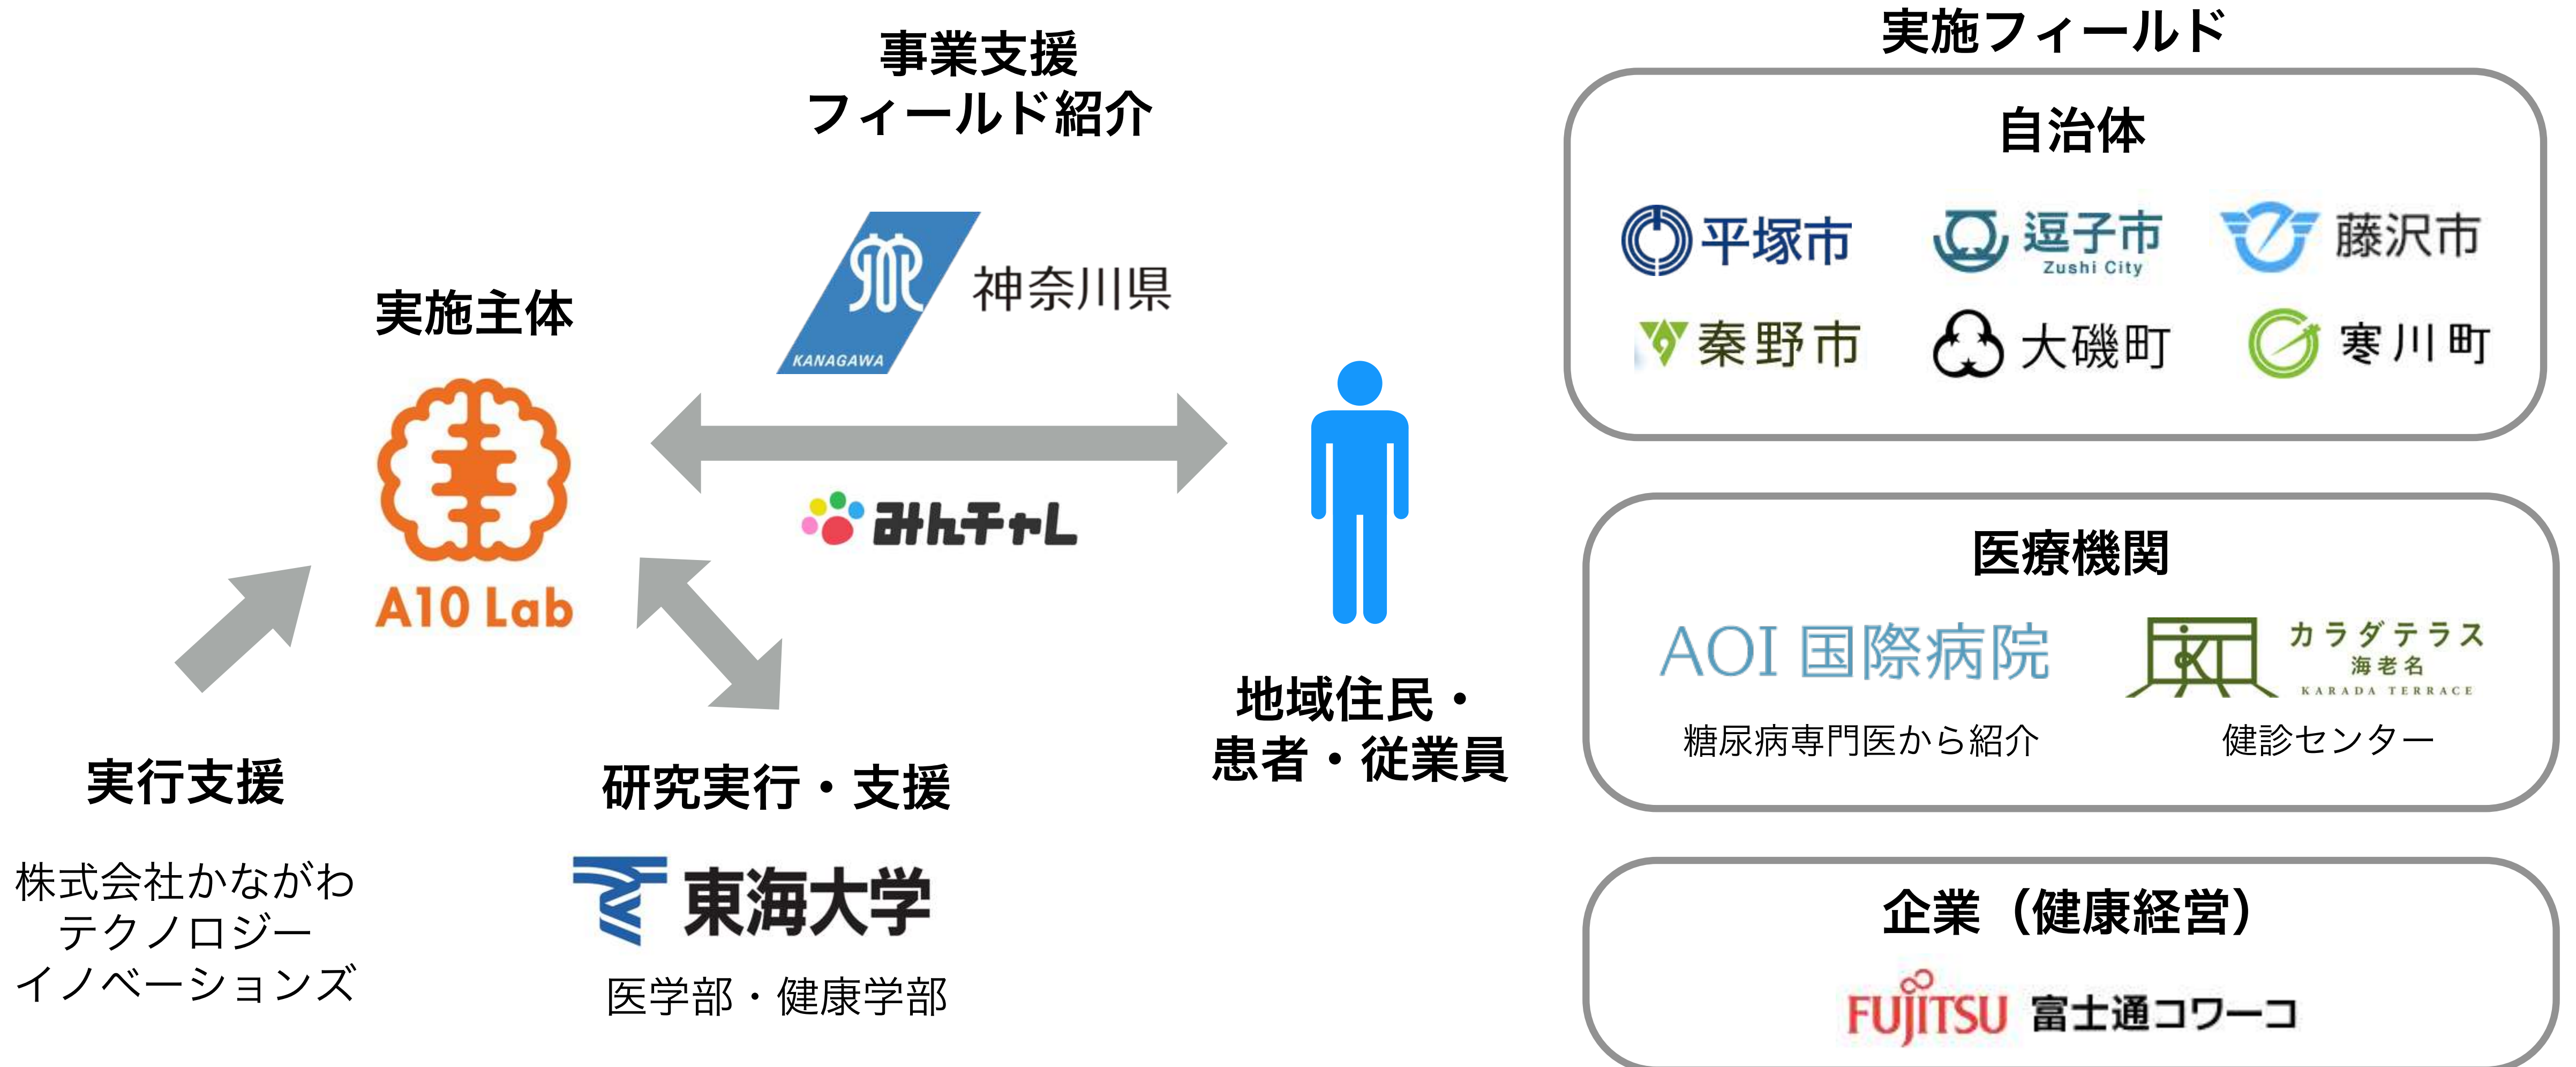 事業支援
フィールド紹介
KANAGAWA
神奈川県
実施主体
A10 Lab
みんチャレ
実行支援
株式会社かながわ
テクノロジー
イノベーションズ
研究実行・支援
東海大学
医学部・健康学部
地域住民・
患者・従業員
実施フィールド
自治体
平塚市
逗子市
Zushi City
藤沢市
秦野市
大磯町
寒川町
医療機関
AOI 国際病院
糖尿病専門医から紹介
カラダテラス
海老名
KARADA TERRACE
健診センター
企業（健康経営）
FUJITSU 富士通コワーコ